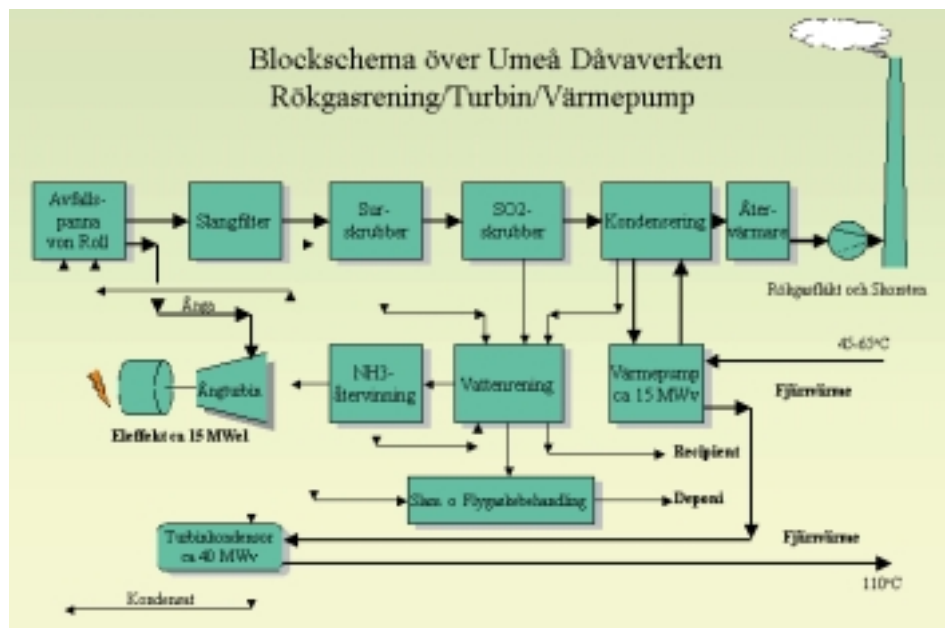 Blockschema över Umeå Dåvaverken
Rökgasrening/Turbin/Värmepump
Avfalls-
panna
von Roll
Slangfilter
Sur-
skrubber
SO2-
skrubber
Kondensering
Åter-
värmare
Rökgasfläkt och Skorsten
Ånga
45-65°C
Ångturbin
NH3-
återvinning
Vattenrening
Värmepump
ca 15 MWv
Fjärrvärme
Eleffekt ca 15 MWel
Recipient
Slam o Flygaskebehandling
Deponi
Turbinkondensor
ca 40 MWv
Fjärrvärme
110°C
Kondensat